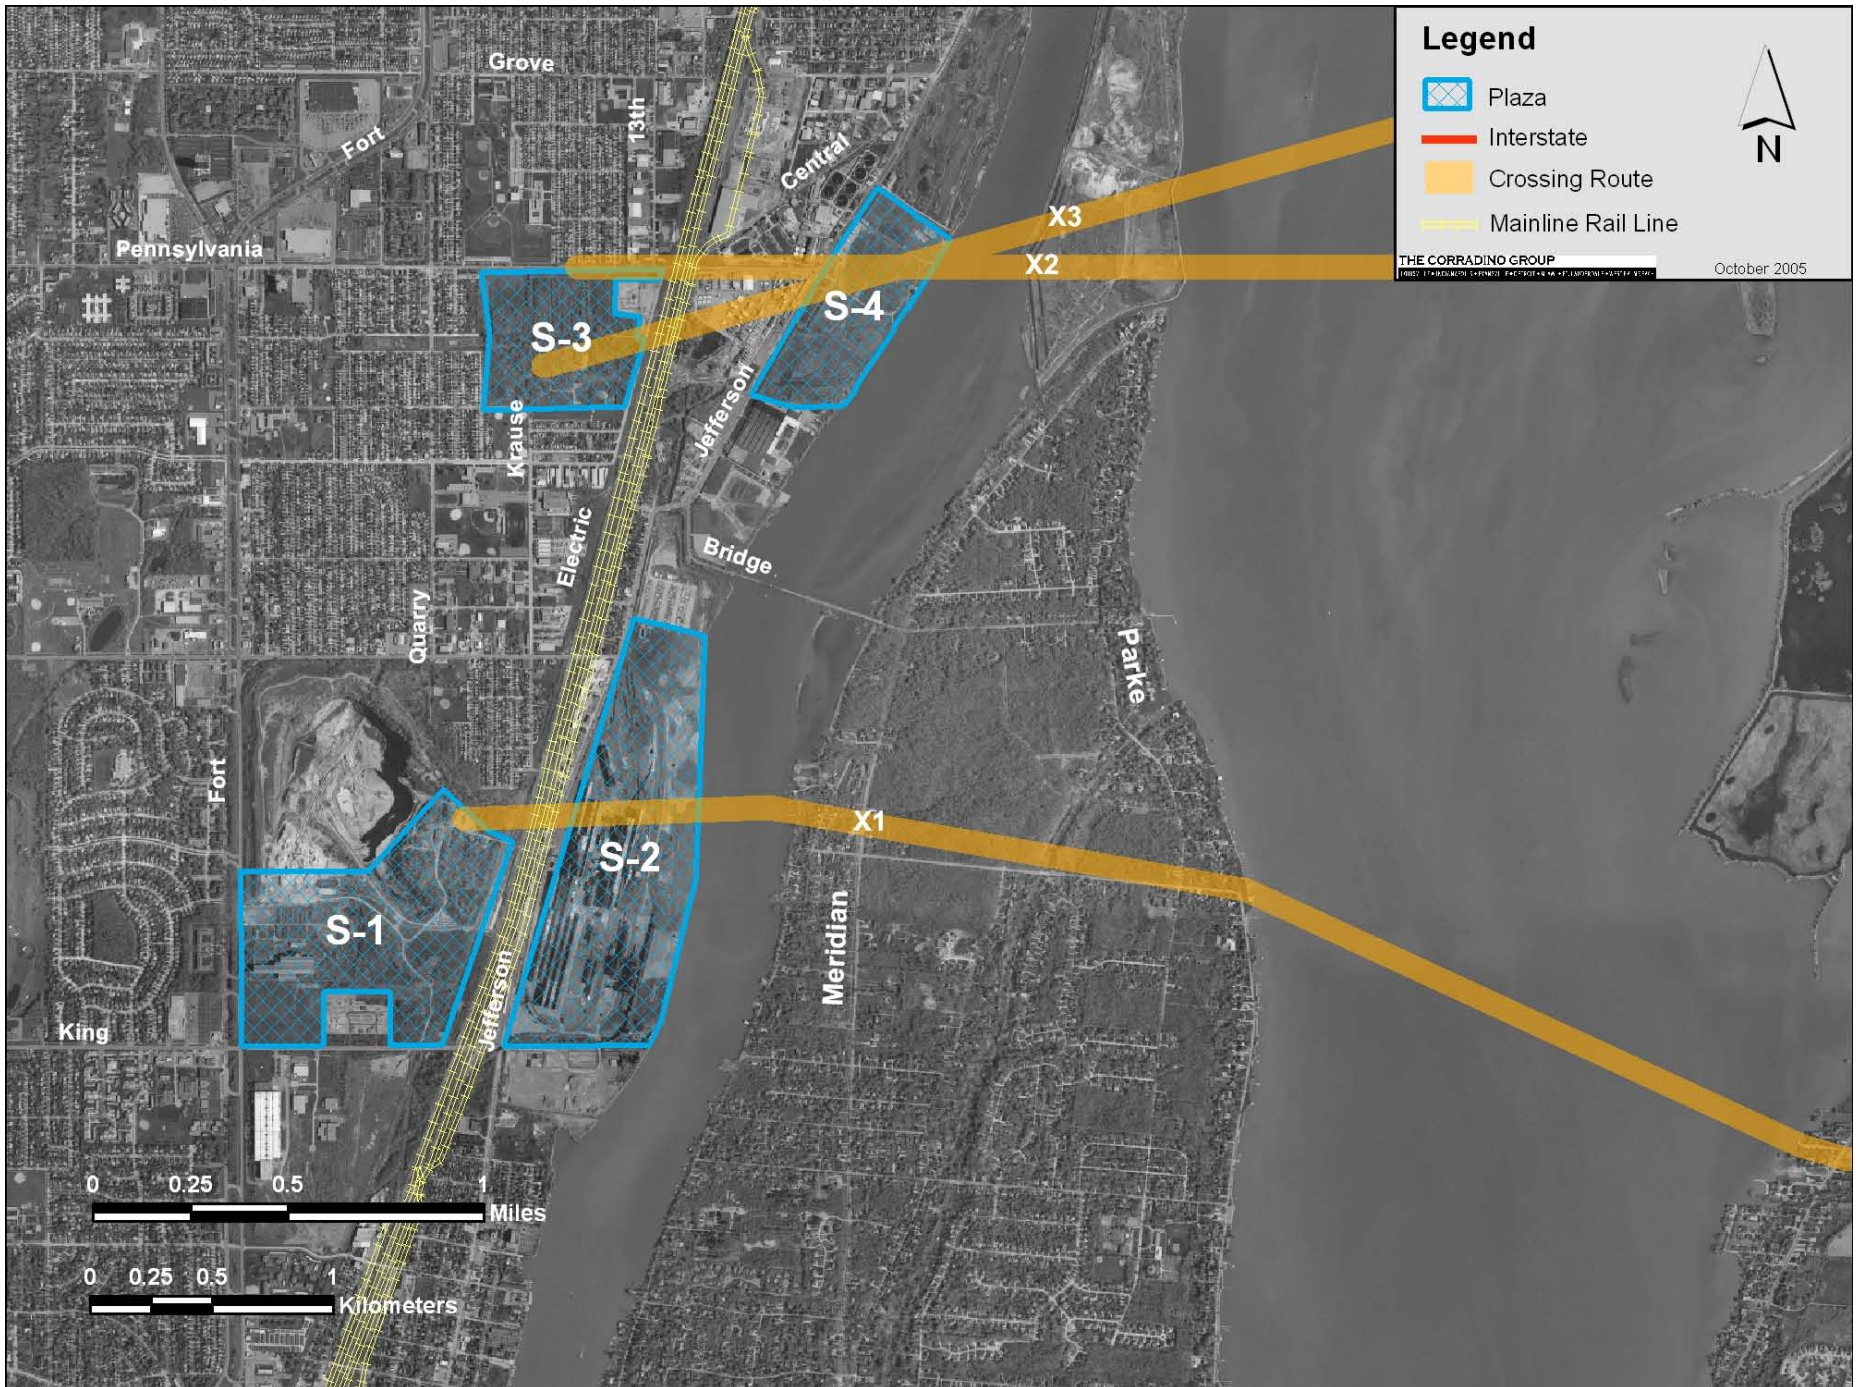 Grove
13th
Fort
Central
Pennsylvania
X3
X2
S-3
S-4
Krause
Jefferson
Electric
Bridge
Quarry
Parke
Fort
X1
S-2
S-1
Meridian
Jefferson
King
0 0.25 0.5 1
Miles
0 0.25 0.5 1
Kilometers
Legend
Plaza
Interstate
Crossing Route
Mainline Rail Line
N
THE CORRADINO GROUP
October 2005